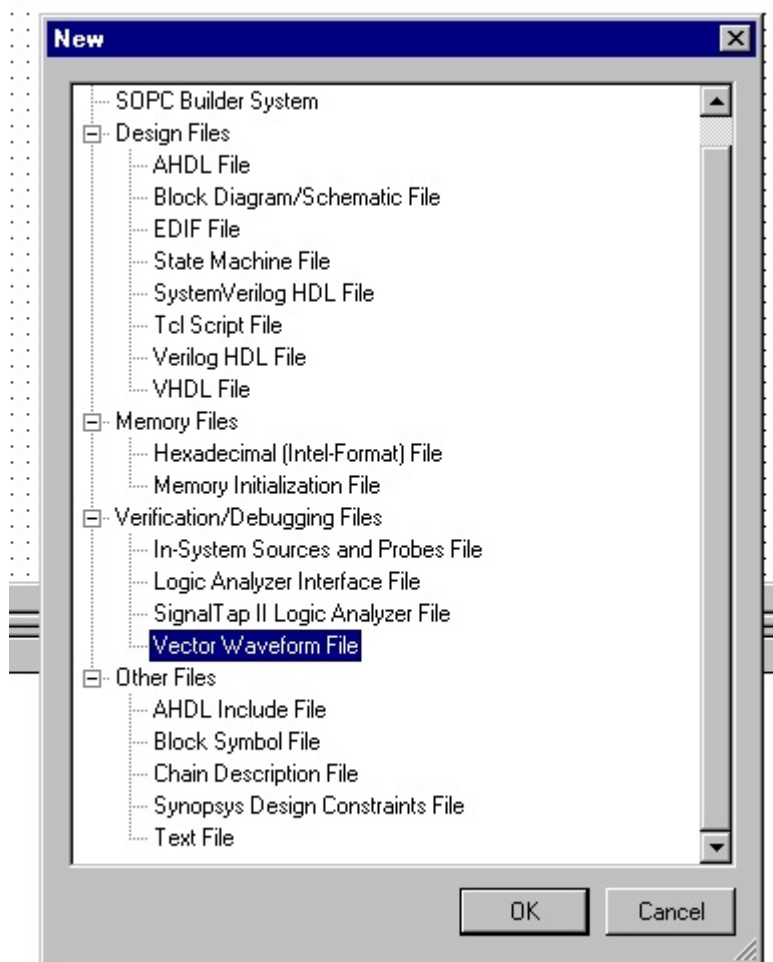 New
SOPC Builder System
Design Files
AHDL File
Block Diagram/Schematic File
EDIF File
State Machine File
SystemVerilog HDL File
Tcl Script File
Verilog HDL File
VHDL File
Memory Files
Hexadecimal (Intel-Format) File
Memory Initialization File
Verification/Debugging Files
In-System Sources and Probes File
Logic Analyzer Interface File
SignalTap II Logic Analyzer File
Vector Waveform File
Other Files
AHDL Include File
Block Symbol File
Chain Description File
Synopsys Design Constraints File
Text File
OK Cancel